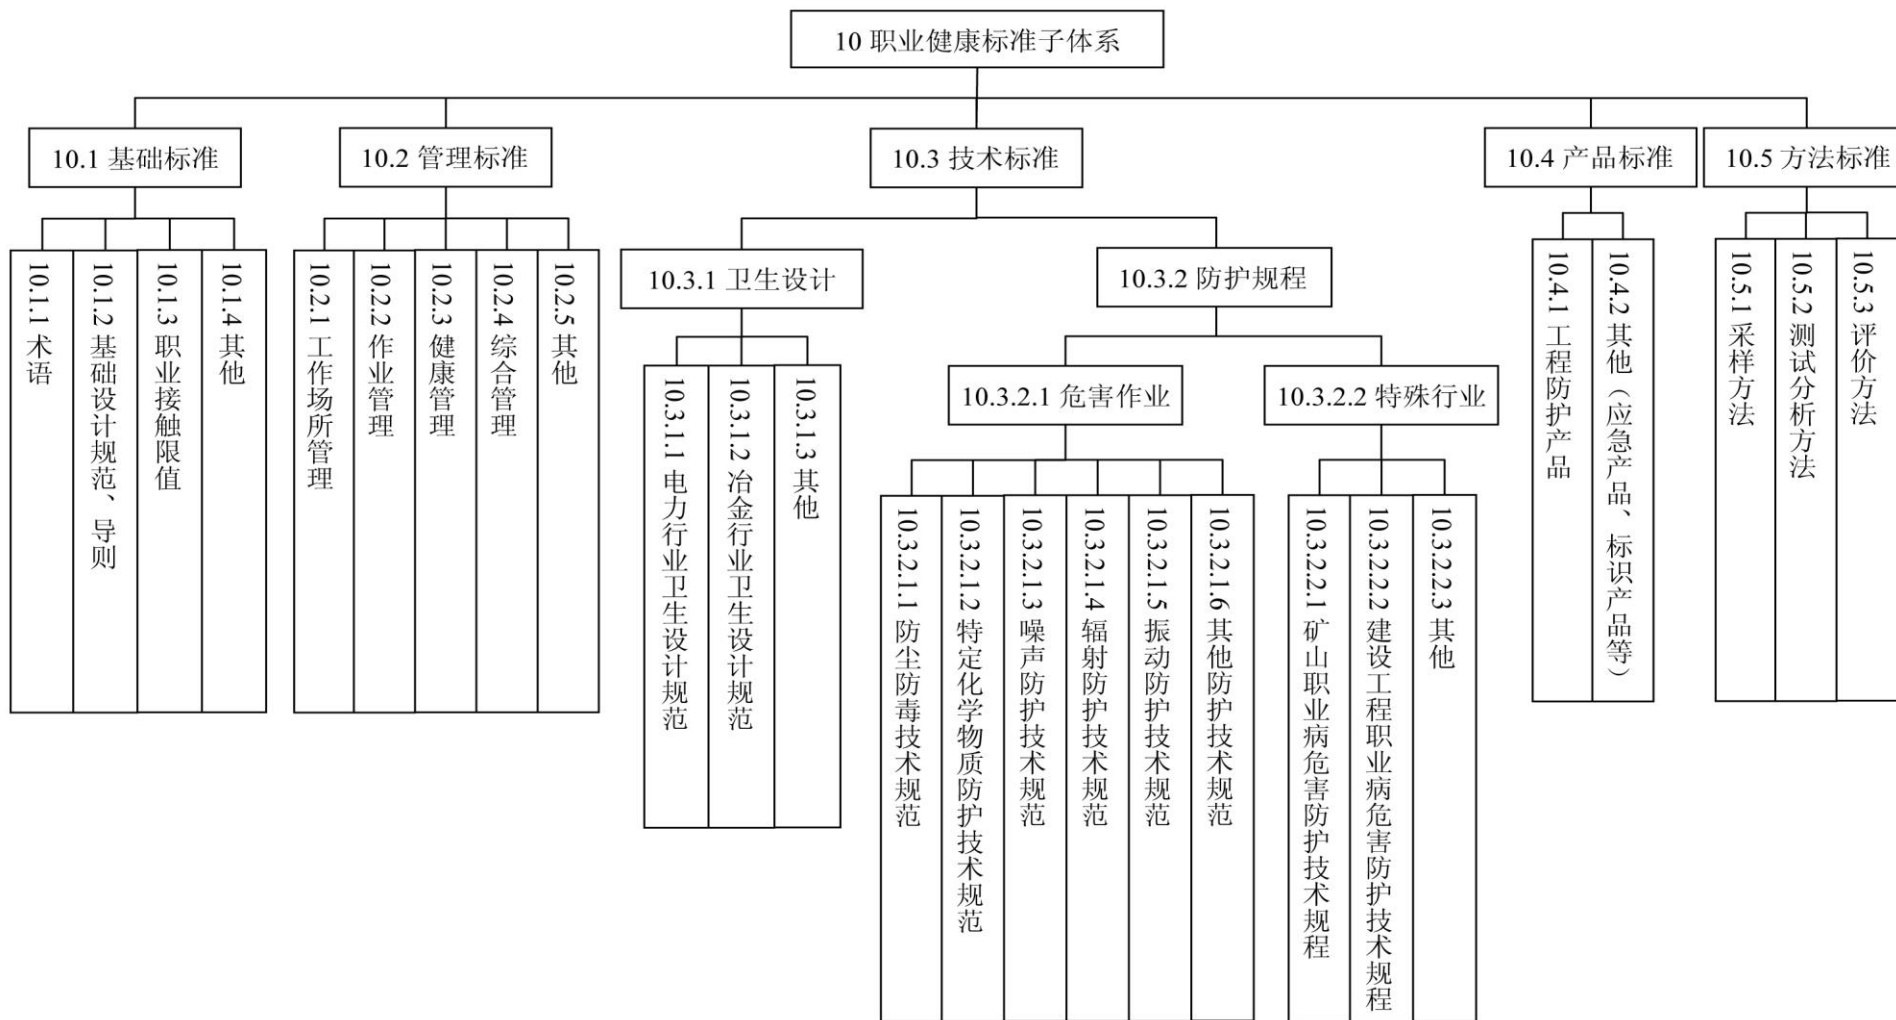 10 职业健康标准子体系
10.1 基础标准
10.2 管理标准
10.3 技术标准
10.4 产品标准
10.5 方法标准
10.1.1 术语
10.1.2 基础设计规范、导则
10.1.3 职业接触限值
10.1.4 其他
10.2.1 工作场所管理
10.2.2 作业管理
10.2.3 健康管理
10.2.4 综合管理
10.2.5 其他
10.3.1 卫生设计
10.3.2 防护规程
10.3.1.1 电力行业卫生设计规范
10.3.1.2 冶金行业卫生设计规范
10.3.1.3 其他
10.3.2.1 危害作业
10.3.2.2 特殊行业
10.3.2.1.1 防尘防毒技术规范
10.3.2.1.2 特定化学物质防护技术规范
10.3.2.1.3 噪声防护技术规范
10.3.2.1.4 辐射防护技术规范
10.3.2.1.5 振动防护技术规范
10.3.2.1.6 其他防护技术规范
10.3.2.2.1 矿山职业病危害防护技术规程
10.3.2.2.2 建设工程职业病危害防护技术规程
10.3.2.2.3 其他
10.4.1 工程防护产品
10.4.2 其他（应急产品、标识产品等）
10.5.1 采样方法
10.5.2 测试分析方法
10.5.3 评价方法